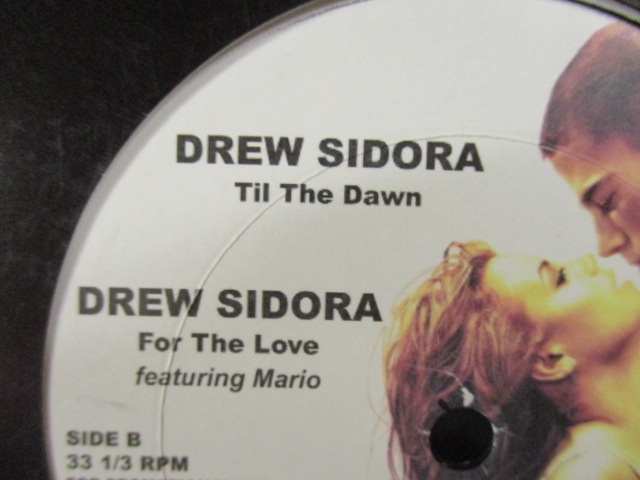 DREW SIDORA
Til The Dawn
DREW SIDORA
For The Love
featuring Mario
SIDE B
33 1/3 RPM